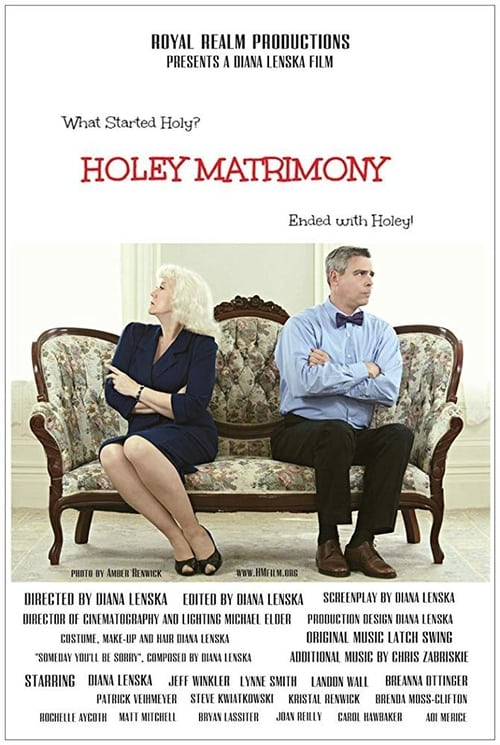 ROYAL REALM PRODUCTIONS
PRESENTS A DIANA LENSKA FILM
What Started Holy?
HOLEY MATRIMONY
Ended with Holey!
PHOTO BY AMBER RENWICK
WWW.HMFILM.ORG
DIRECTED BY DIANA LENSKA EDITED BY DIANA LENSKA SCREENPLAY BY DIANA LENSKA
DIRECTOR OF CINEMATOGRAPHY AND LIGHTING MICHAEL ELDER PRODUCTION DESIGN DIANA LENSKA
COSTUME, MAKE-UP AND HAIR DIANA LENSKA ORIGINAL MUSIC LATCH SWING
"SOMEDAY YOU'LL BE SORRY", COMPOSED BY DIANA LENSKA ADDITIONAL MUSIC BY CHRIS ZABRISKIE
STARRING DIANA LENSKA JEFF WINKLER LYNNE SMITH LANDON WALL BREANNA OTTINGER
PATRICK VEIHMEYER STEVE KWIATKOWSKI KRISTAL RENWICK BRENDA MOSS-CLIFTON
ROCHELLE AYCOTH MATT MITCHELL BRYAN LASSITER JOAN REILLY CAROL HAWBAKER ADI MERICE